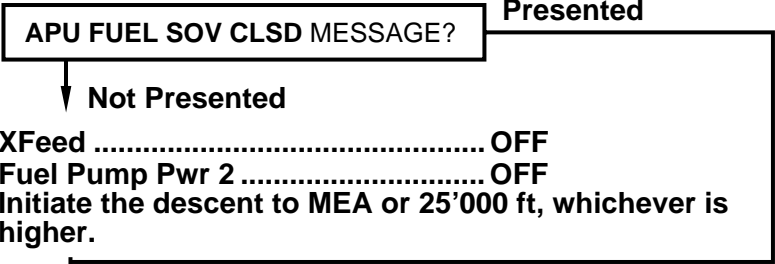 Presented
APU FUEL SOV CLSD MESSAGE?
Not Presented
XFeed ................................................ OFF
Fuel Pump Pwr 2 .............................. OFF
Initiate the descent to MEA or 25’000 ft, whichever is
higher.